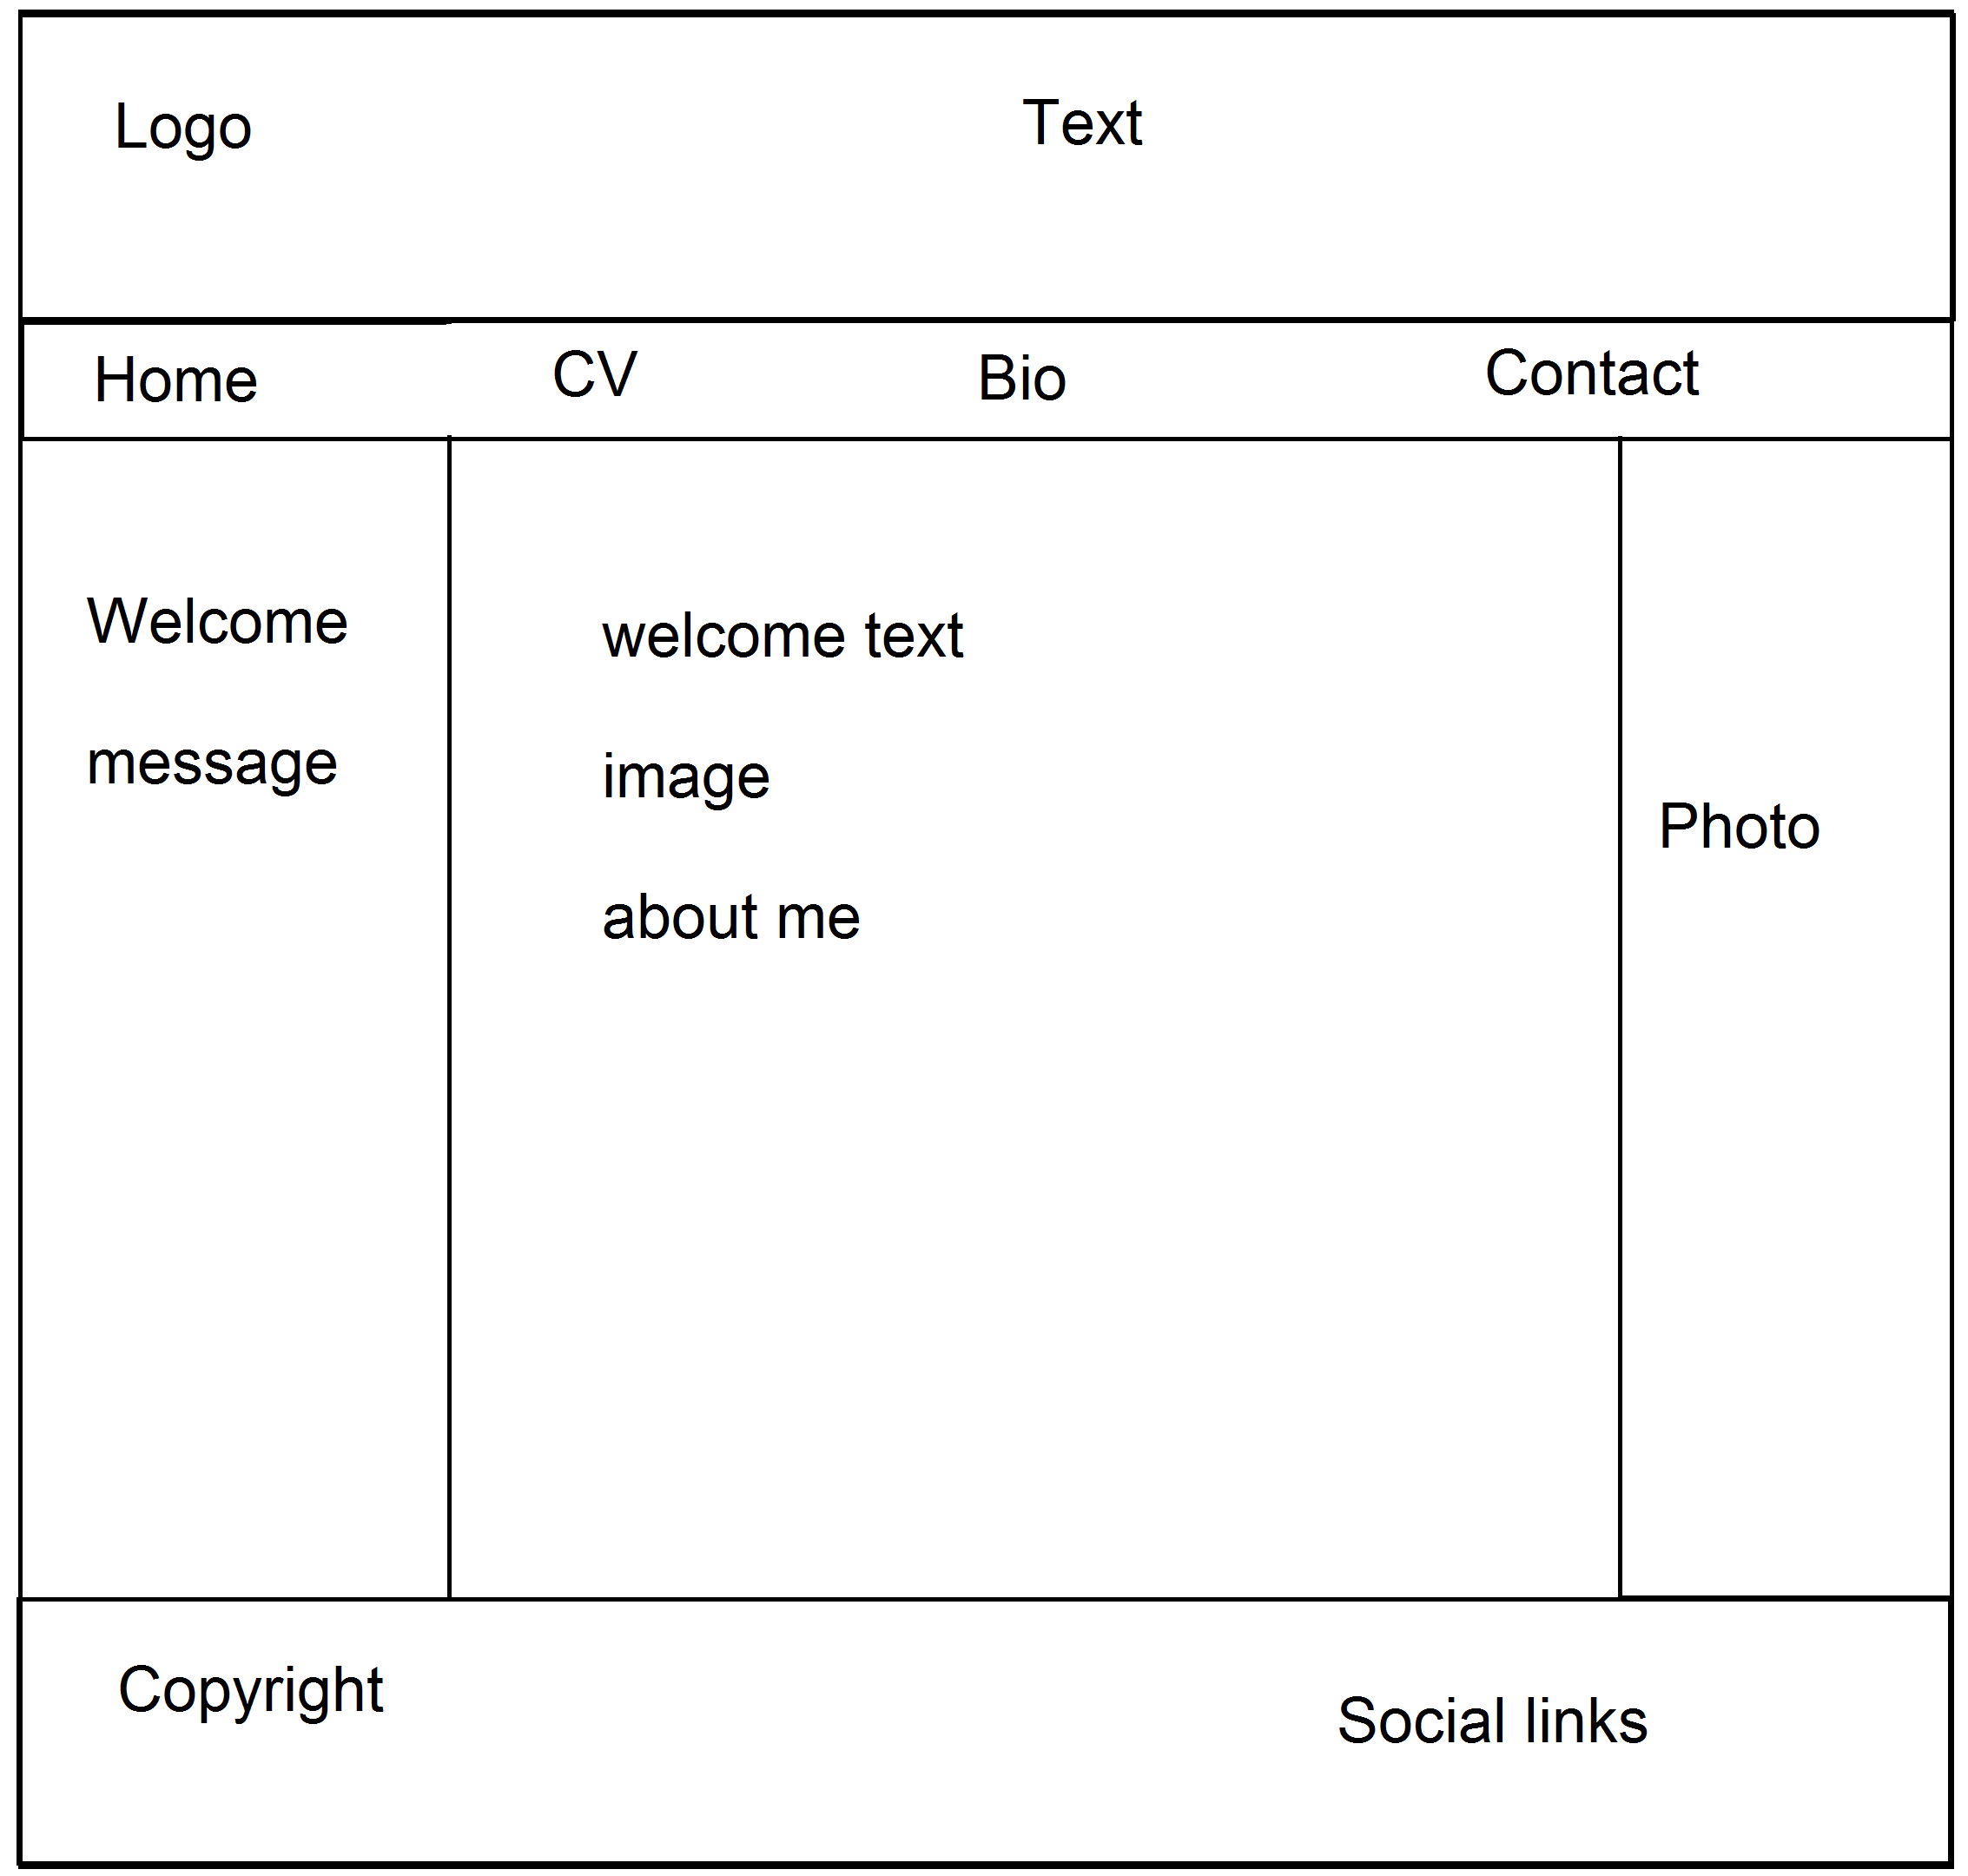 Logo
Text
Home
CV
Bio
Contact
Welcome
message
welcome text
image
about me
Photo
Copyright
Social links